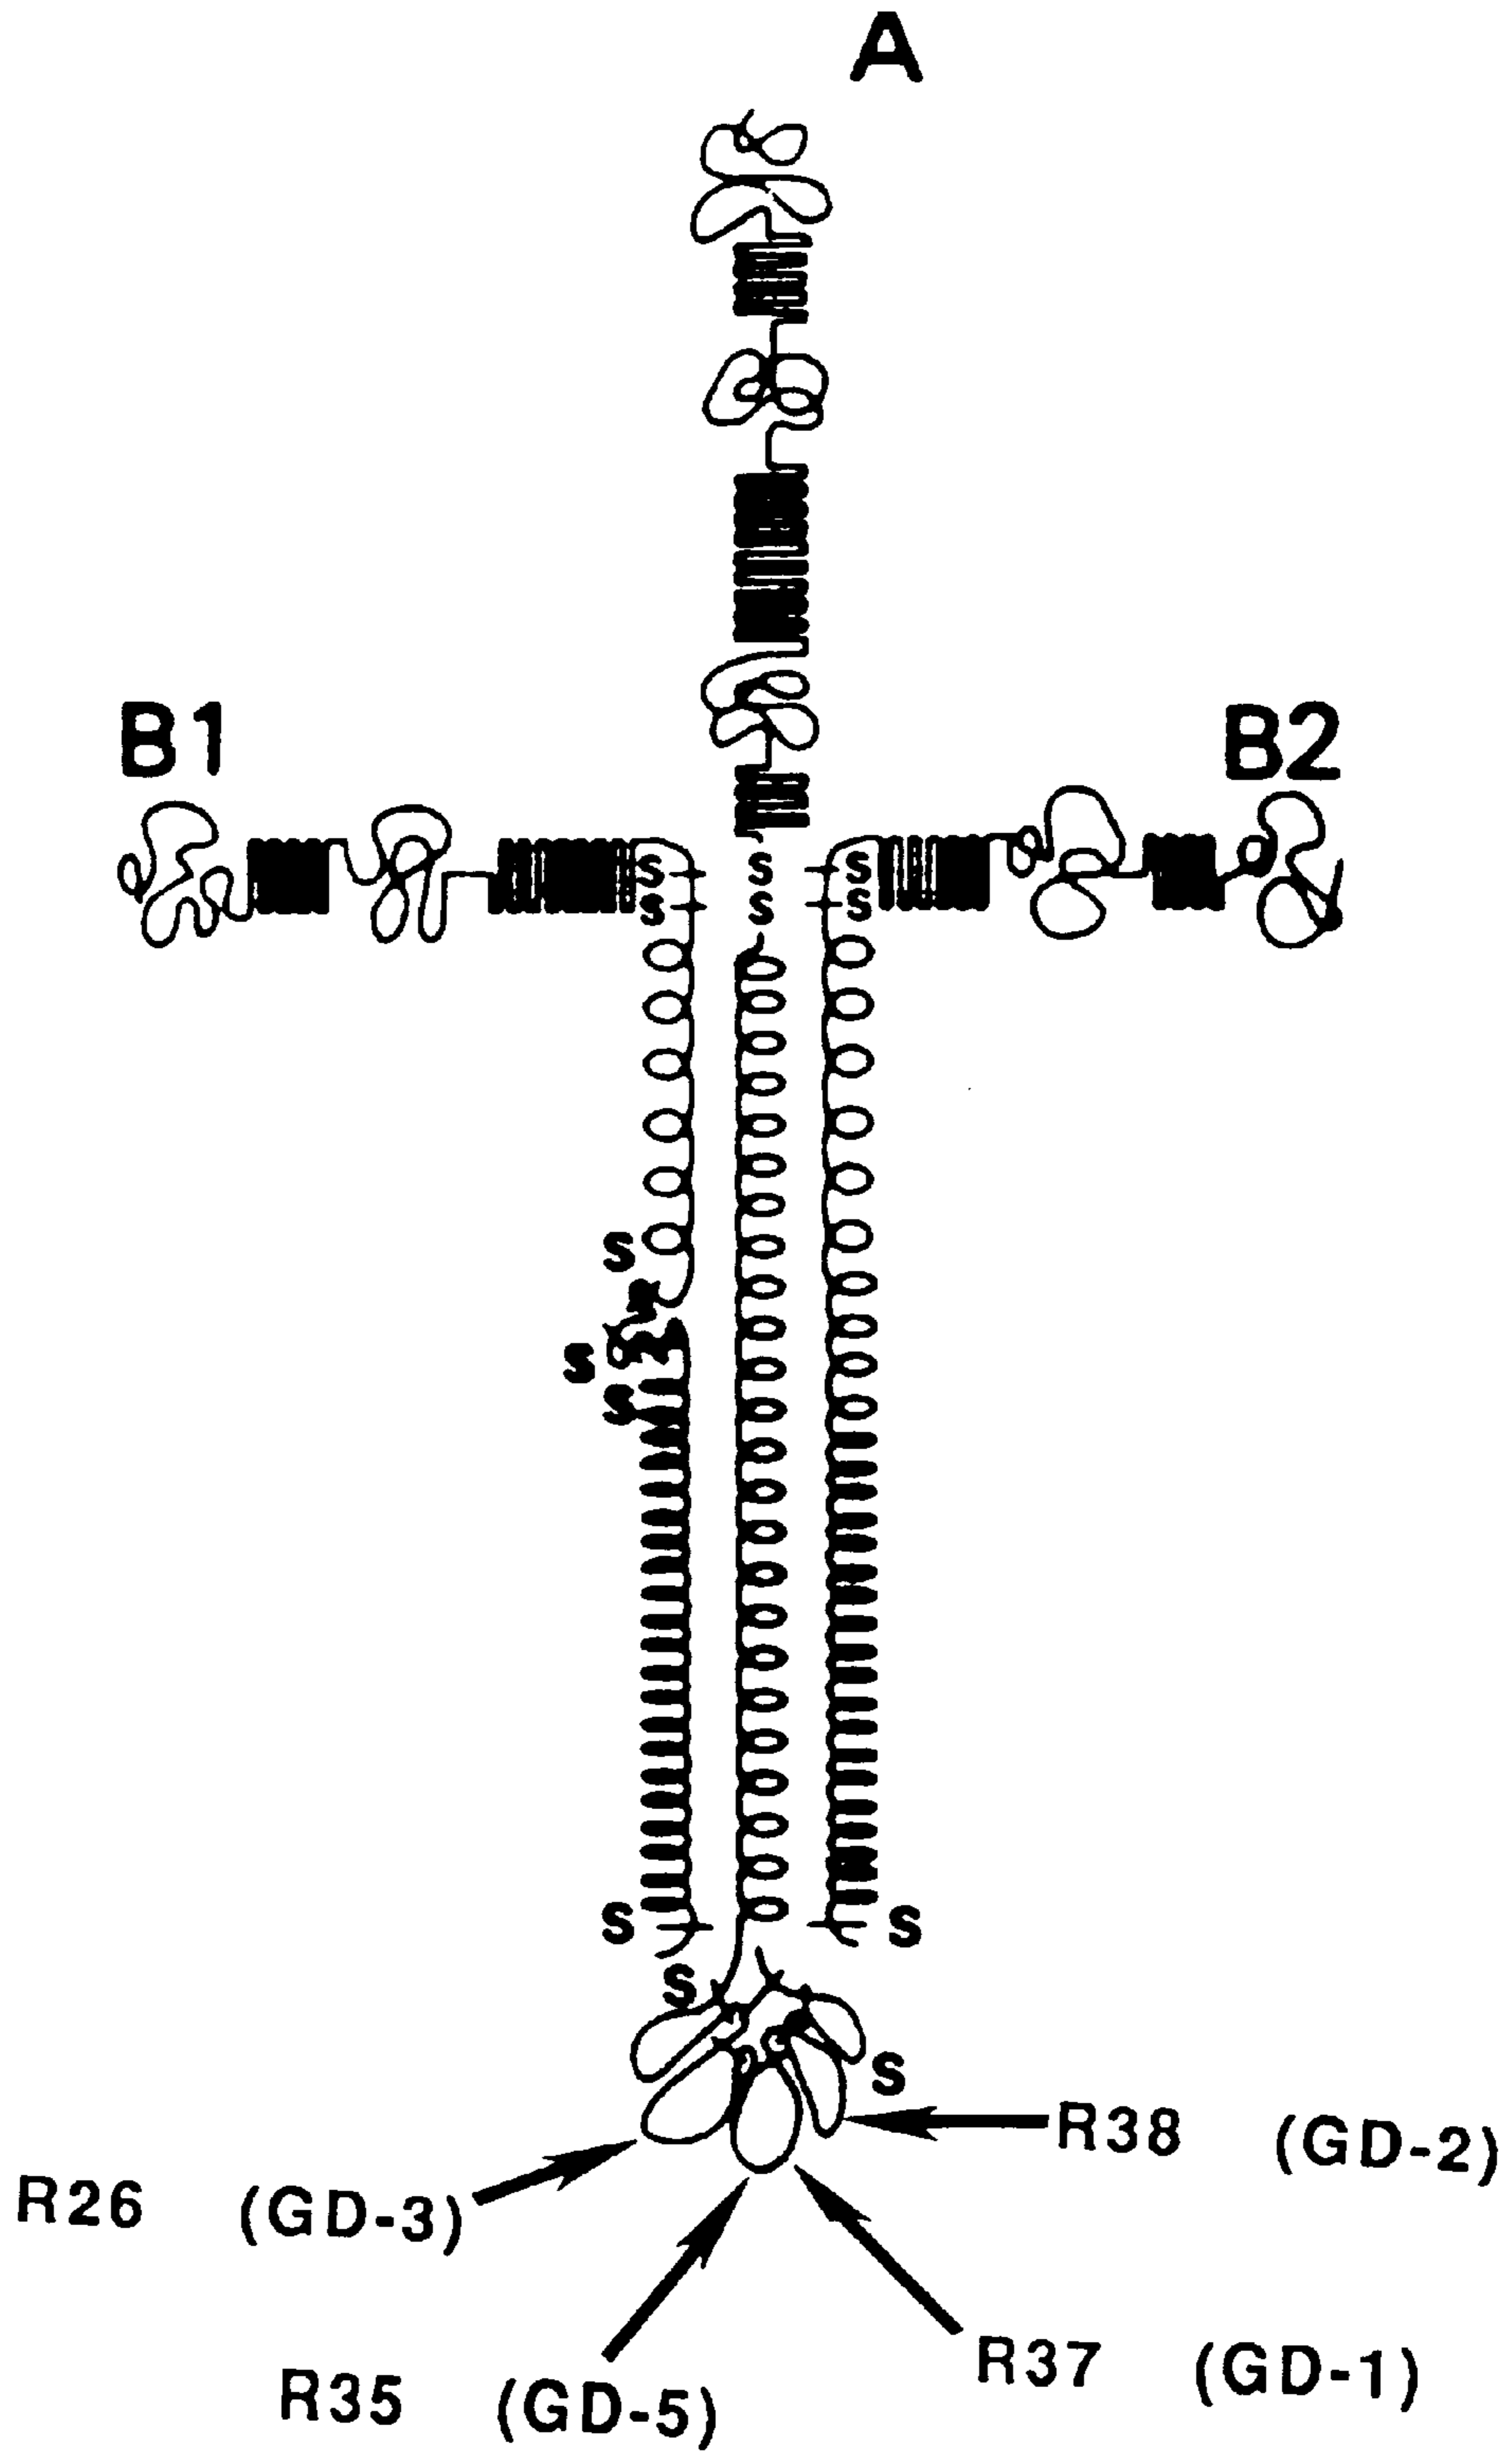 A
B1 B2
S S S
S S S
S
S
S
S S
S
S
R38 (GD-2)
R26 (GD-3)
R37 (GD-1)
R35 (GD-5)